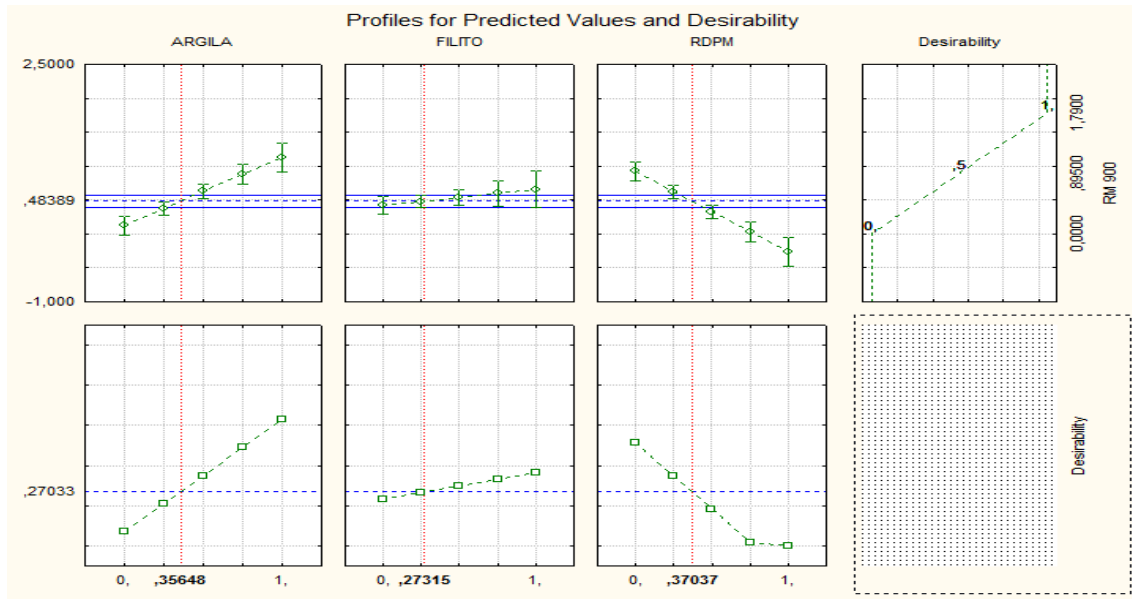 Profiles for Predicted Values and Desirability
ARGILA
FILITO
RDPM
Desirability
2,5000
,48389
-1,000
1,
,5
0,
1,7900
,89500
0,0000
RM 900
,27033
Desirability
0, ,35648 1,
0, ,27315 1,
0, ,37037 1,